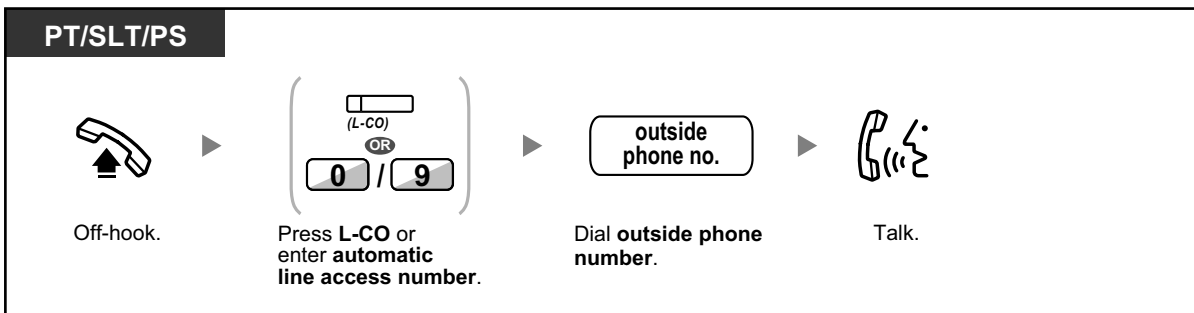 PT/SLT/PS
(L-CO)
OR
0 / 9
outside
phone no.
Off-hook.
Press L-CO or
enter automatic
line access number.
Dial outside phone
number.
Talk.